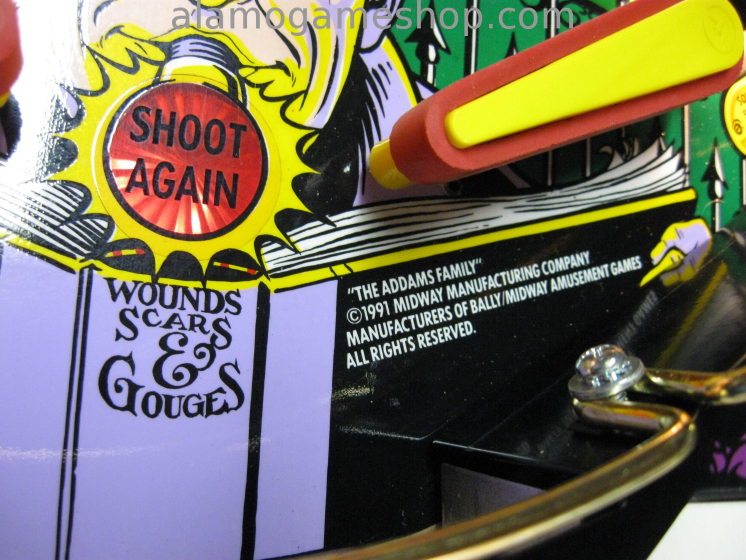 alamogameshop.com
SHOOT
AGAIN
WOUNDS
SCARS
&
GOUGES
"THE ADDAMS FAMILY"
©1991 MIDWAY MANUFACTURING COMPANY
MANUFACTURERS OF BALLY/MIDWAY AMUSEMENT GAMES
ALL RIGHTS RESERVED.